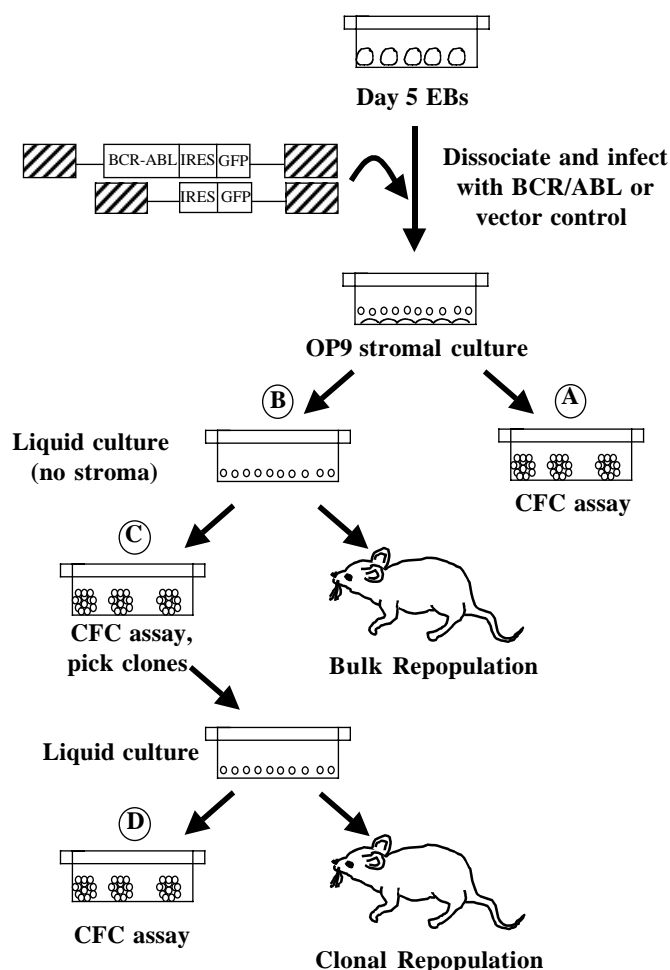 Day 5 EBs
BCR-ABL IRES GFP
IRES GFP
Dissociate and infect
with BCR/ABL or
vector control
OP9 stromal culture
B
A
Liquid culture
(no stroma)
CFC assay
C
CFC assay,
pick clones
Bulk Repopulation
Liquid culture
D
CFC assay
Clonal Repopulation